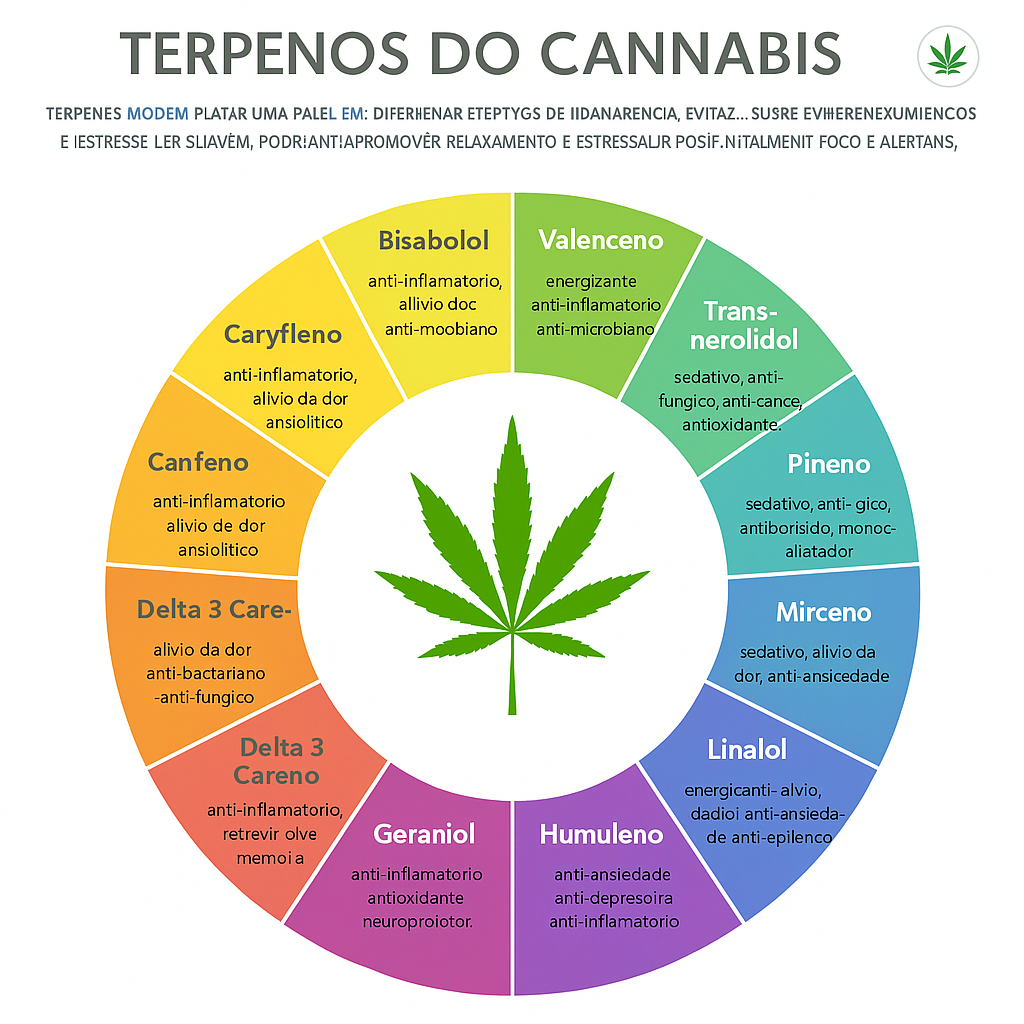 TERPENOS DO CANNABIS
TERPENES MODEM PLATAR UMA PALEL EM: DIFERHENAR ETEPTYGS DE IIDANARENCIA, EVITAZ... SUSRE EVHERENEXUMIENCOS
E IESTRESSE LER SLIAVÉM, PODR!ANT!APROMOVÊR RELAXAMENTO E ESTRESSALJR POSÍF.NITALMENIT FOCO E ALERTANS,
Bisabolol
anti-inflamatorio,
allivio doc
anti-moobiano
Valenceno
energizante
anti-inflamatorio
anti-microbiano
Trans-
nerolidol
sedativo, anti-
fungico, anti-cance,
antioxidante.
Pineno
sedativo, anti- gico,
antiborisido, monoc-
aliatador
Mirceno
sedativo, alivio da
dor, anti-ansicedade
Linalol
energicanti- alvio,
dadioi anti-ansieda-
de anti-epilenco
Humuleno
anti-ansiedade
anti-depresoira
anti-inflamatorio
Geraniol
anti-inflamatorio
antioxidante
neuroproiotor.
Delta 3
Careno
anti-inflamatorio,
retrevir olve
memoi a
Delta 3 Care-
alivio da dor
anti-bactariano
-anti-fungico
Canfeno
anti-inflamatorio
alivio de dor
ansiolitico
Caryfleno
anti-inflamatorio,
alivio da dor
ansiolitico